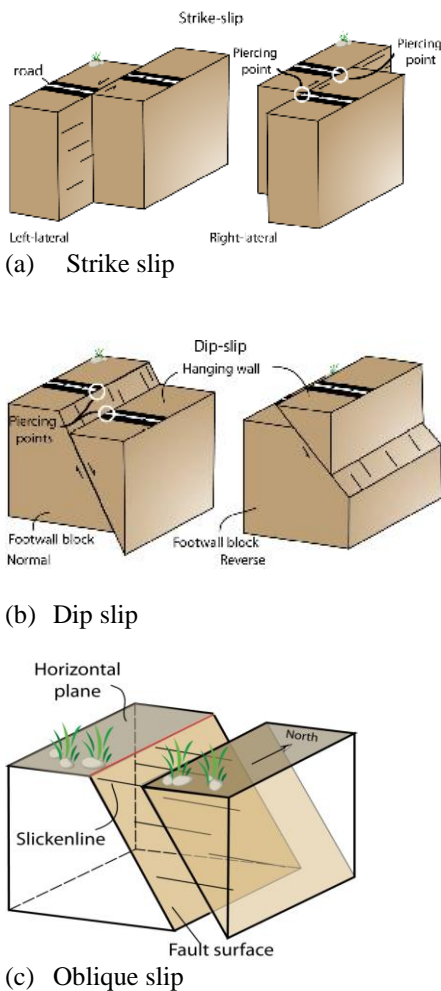 Strike-slip
road
Piercing
point
Piercing
point
Left-lateral
Right-lateral
(a) Strike slip
Dip-slip
Hanging wall
Piercing
points
Footwall block
Normal
Footwall block
Reverse
(b) Dip slip
Horizontal
plane
North
Slickenline
Fault surface
(c) Oblique slip